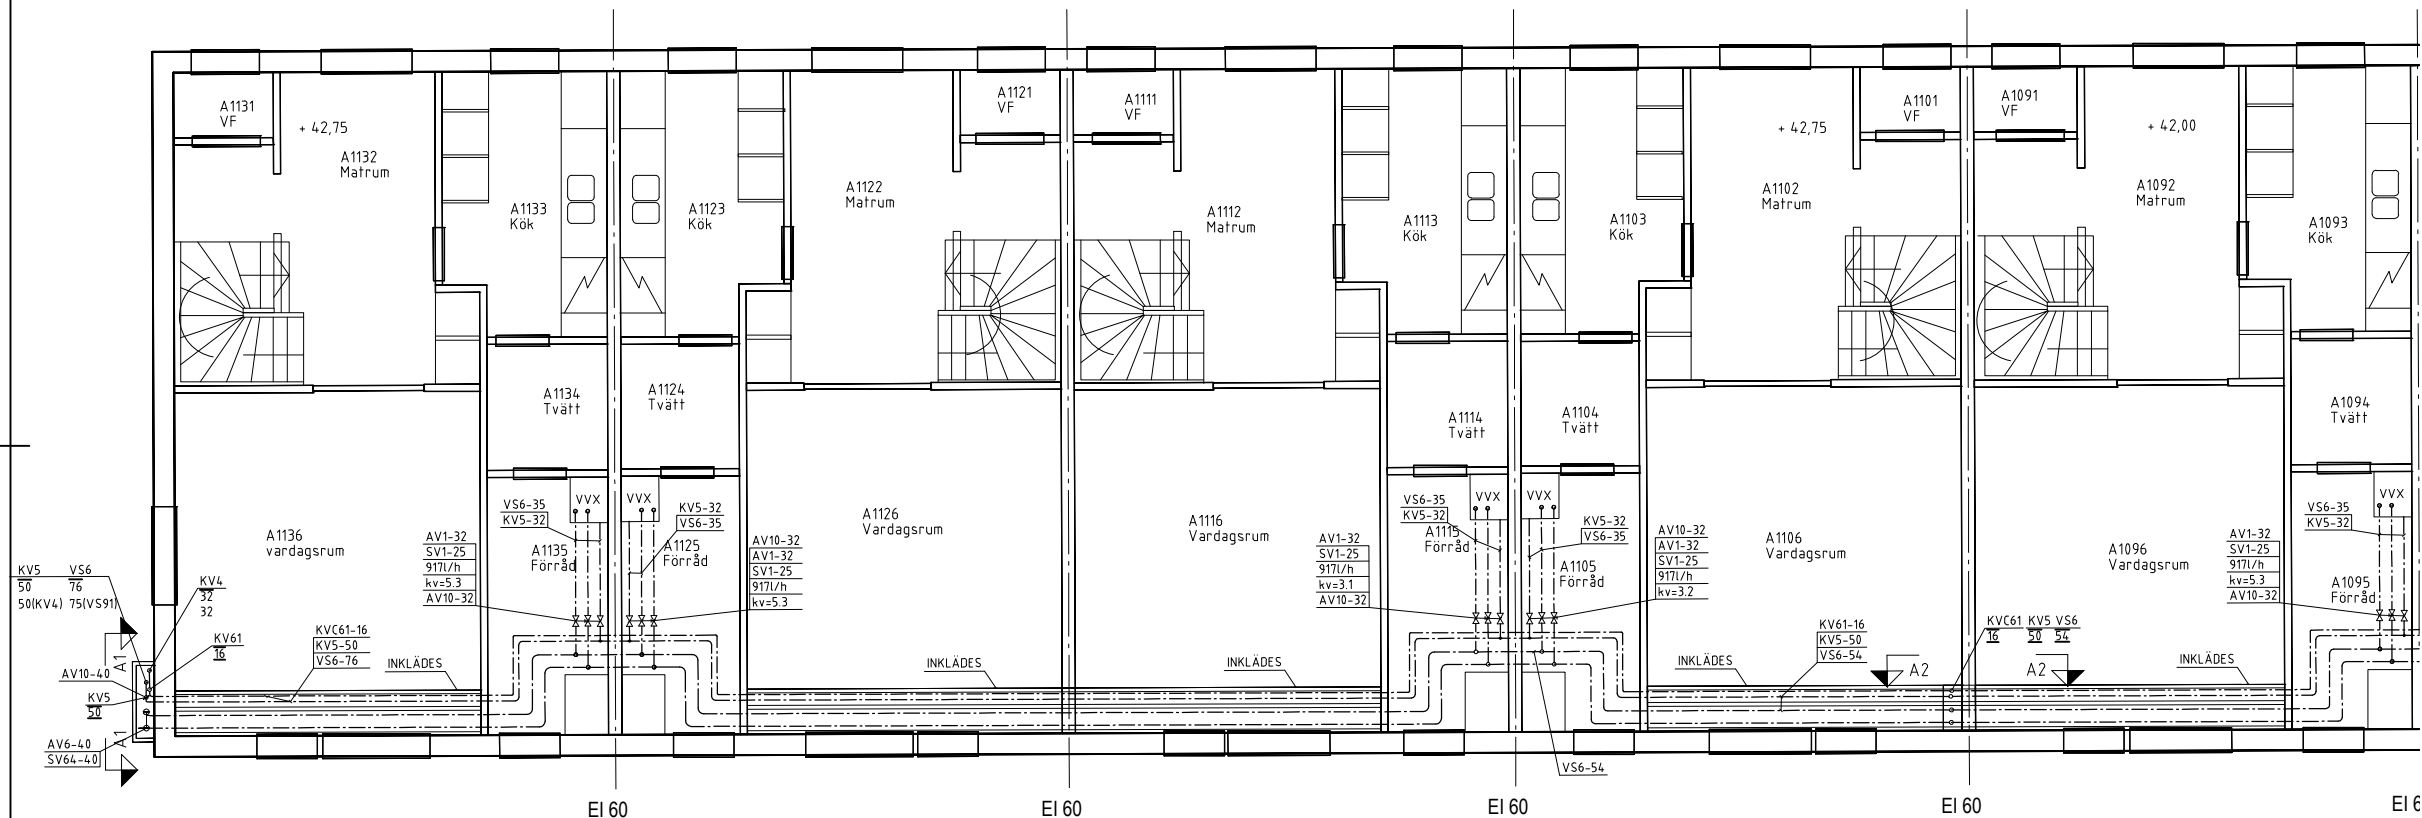 A1131
VF
+ 42,75
A1132
Matrum
A1133
Kök
A1123
Kök
A1122
Matrum
A1121
VF
A1111
VF
A1112
Matrum
A1113
Kök
A1103
Kök
A1102
Matrum
+ 42,75
A1101
VF
A1091
VF
+ 42,00
A1092
Matrum
A1093
Kök
A1134
Tvätt
A1124
Tvätt
A1114
Tvätt
A1104
Tvätt
A1094
Tvätt
A1136
vardagsrum
AV1-32
SV1-25
917l/h
kv=5.3
AV10-32
VS6-35
KV5-32
VVX
VVX
A1135
Förråd
KV5-32
VS6-35
A1125
Förråd
AV10-32
AV1-32
SV1-25
917l/h
kv=5.3
A1126
Vardagsrum
A1116
Vardagsrum
AV1-32
SV1-25
917l/h
kv=3.1
AV10-32
VS6-35
KV5-32
A1115
Förråd
VVX
VVX
KV5-32
VS6-35
A1105
Förråd
AV10-32
AV1-32
SV1-25
917l/h
kv=3.2
A1106
Vardagsrum
A1096
Vardagsrum
AV1-32
SV1-25
917l/h
kv=5.3
AV10-32
VS6-35
KV5-32
VVX
A1095
Förråd
KV5 VS6
50 76
50(KV4) 75(VS91)
KV4
32
32
KV61
16
A1
AV10-40
KV5
50
AV6-40
SV64-40
A1
KVC61-16
KV5-50
VS6-76
INKLÄDES
INKLÄDES
INKLÄDES
INKLÄDES
KV61-16
KV5-50
VS6-54
A2
KVC61 KV5 VS6
16 50 54
A2
INKLÄDES
VS6-54
EI 60
EI 60
EI 60
EI 60
EI 6